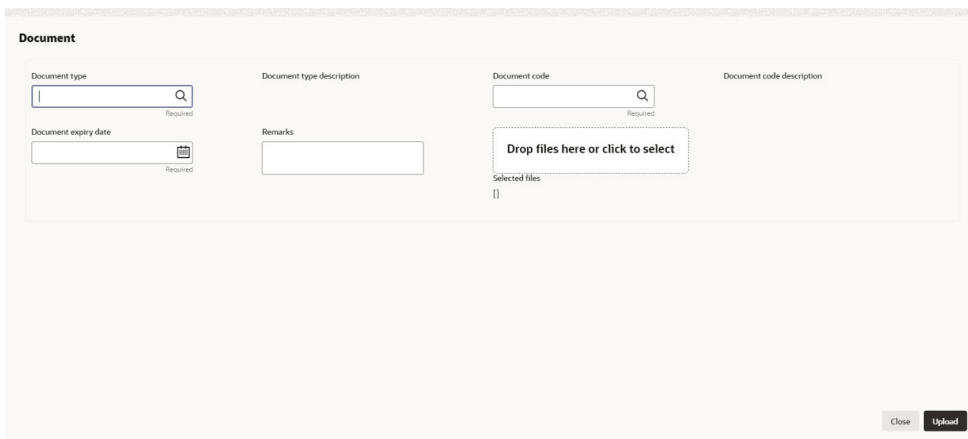 Document
Document type
Document type description
Document code
Document code description
Required
Required
Document expiry date
Remarks
Drop files here or click to select
Required
Selected files
[]
Close
Upload